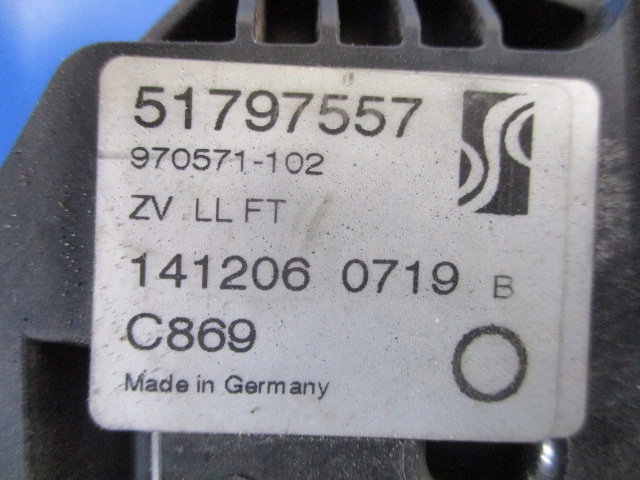 51797557
970571-102
ZV LL FT
141206 0719 B
C869
Made in Germany